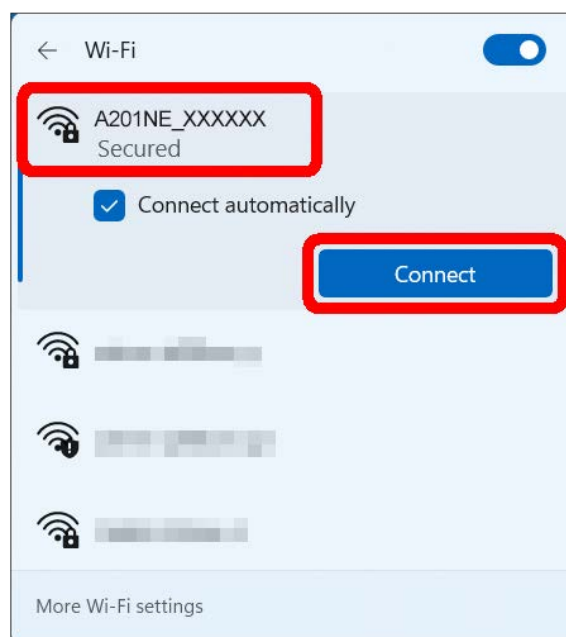 Wi-Fi
A201NE_XXXXXX
Secured
Connect automatically
Connect
More Wi-Fi settings